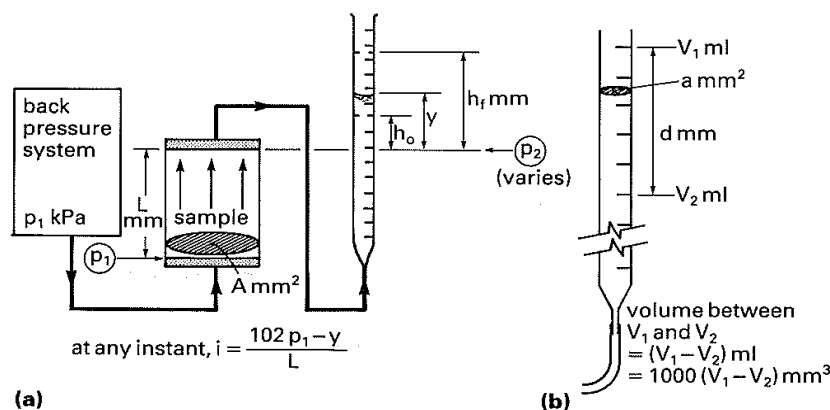 back
pressure
system
p₁ kPa
p₁
L
mm
sample
A mm²
y
h₀
h_f mm
p₂
(varies)
at any instant, i = (102 p₁ – y) / L
(a)
V₁ ml
a mm²
d mm
V₂ ml
volume between
V₁ and V₂
= (V₁ – V₂) ml
= 1000 (V₁ – V₂) mm³
(b)